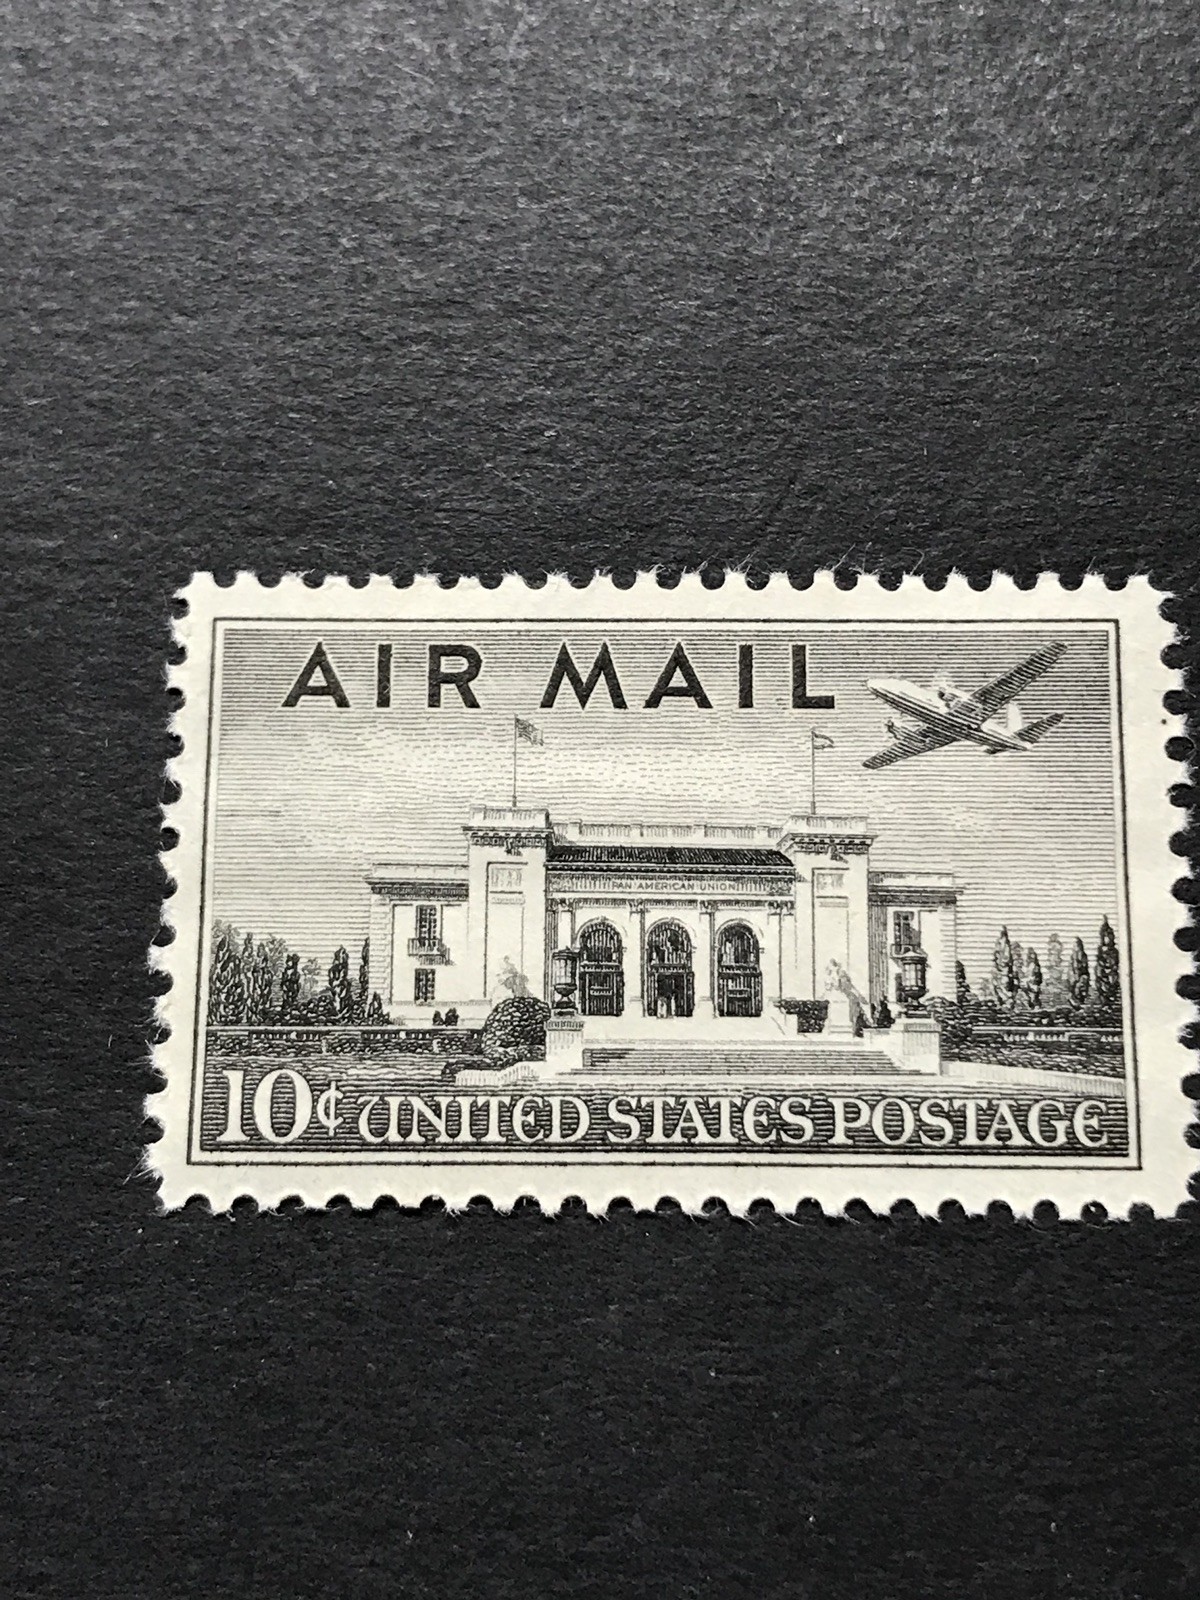 AIR MAIL
PAN AMERICAN UNION
10¢ UNITED STATES POSTAGE